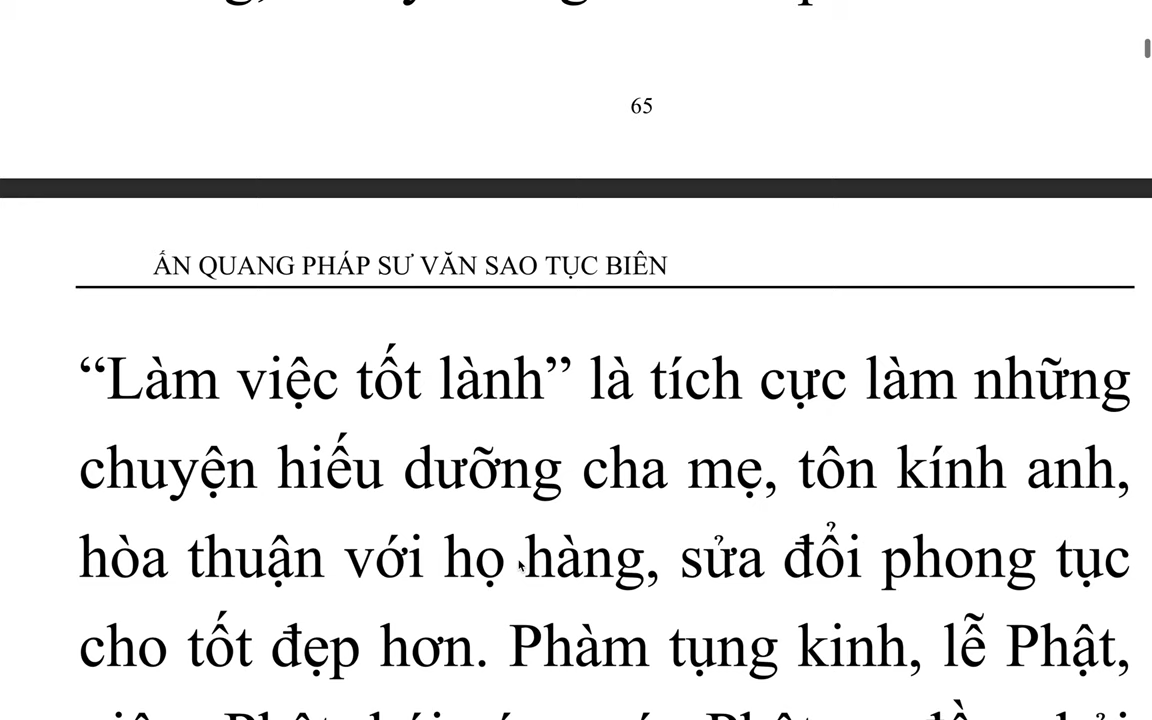 65
ẤN QUANG PHÁP SƯ VĂN SAO TỤC BIÊN
“Làm việc tốt lành” là tích cực làm những
chuyện hiếu dưỡng cha mẹ, tôn kính anh,
hòa thuận với họ hàng, sửa đổi phong tục
cho tốt đẹp hơn. Phàm tụng kinh, lễ Phật,